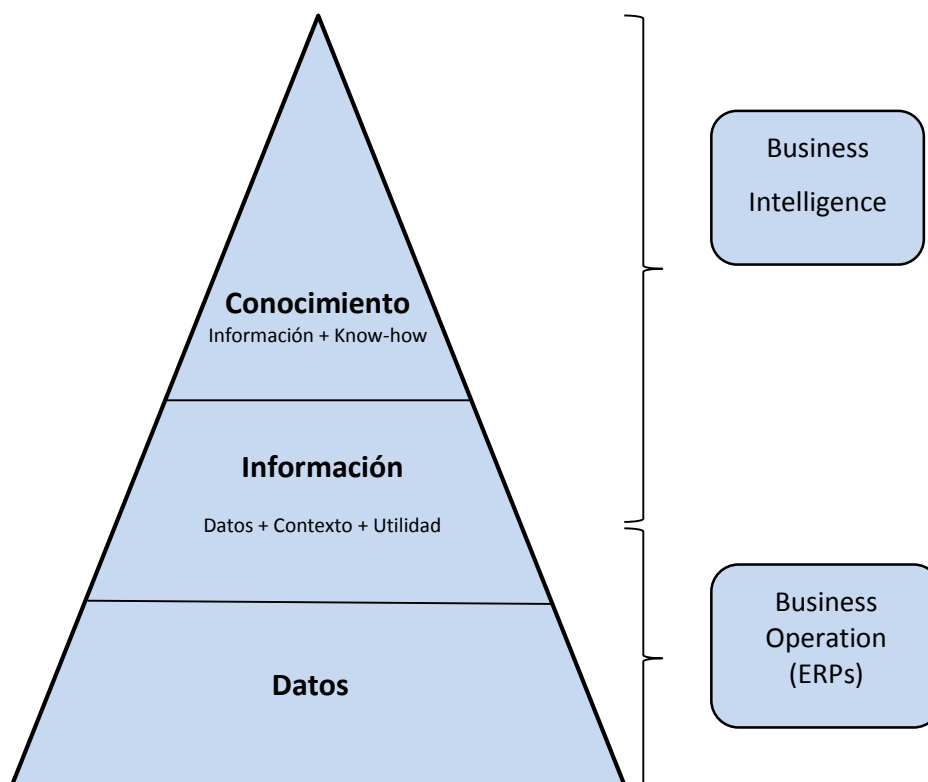 Business
Intelligence
Conocimiento
Información + Know-how
Información
Datos + Contexto + Utilidad
Business
Operation
(ERPs)
Datos